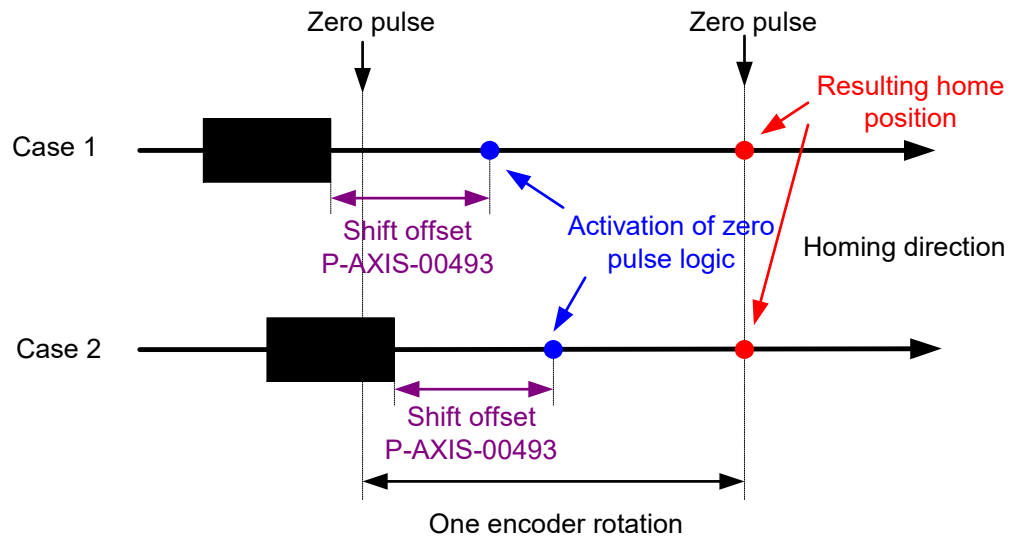 Zero pulse
Zero pulse
Resulting home
position
Case 1
Shift offset
P-AXIS-00493
Activation of zero
pulse logic
Homing direction
Case 2
Shift offset
P-AXIS-00493
One encoder rotation